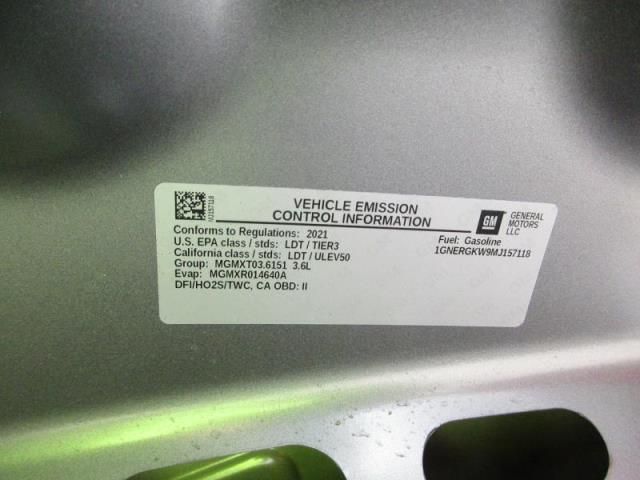 VEHICLE EMISSION
CONTROL INFORMATION
GM
GENERAL
MOTORS
LLC
Conforms to Regulations: 2021
U.S. EPA class / stds: LDT / TIER3
California class / stds: LDT / ULEV50
Group: MGMXT03.6151 3.6L
Evap: MGMXR014640A
DFI/HO2S/TWC, CA OBD: II
Fuel: Gasoline
1GNERGKW9MJ157118
MJ157118